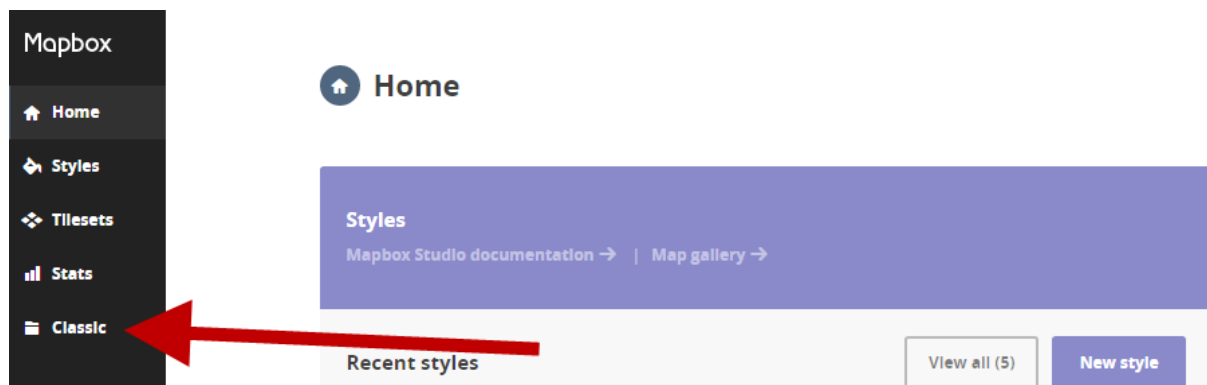 Mapbox
Home
Styles
Tilesets
Stats
Classic
Home
Styles
Mapbox Studio documentation → | Map gallery →
Recent styles
View all (5)
New style